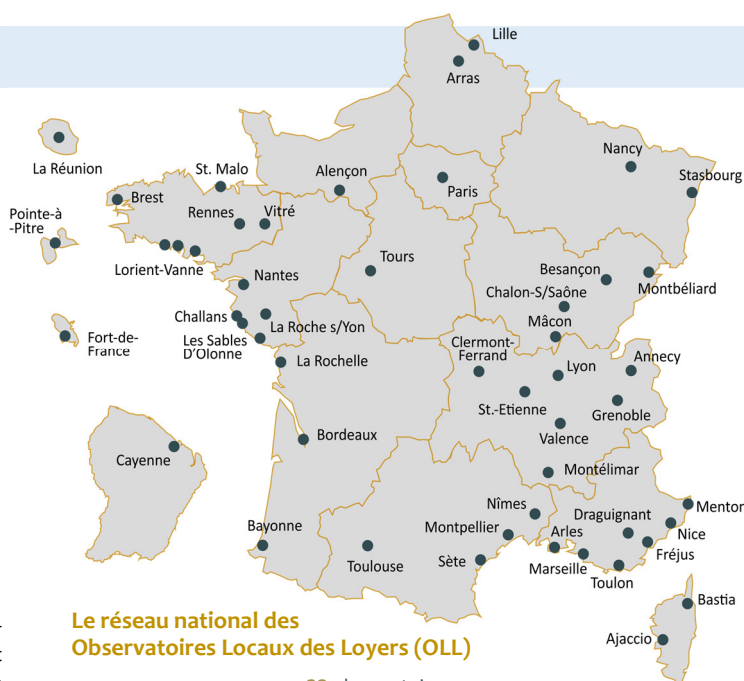 Lille
Arras
Nancy
Stasbourg
La Réunion
St. Malo
Alençon
Paris
Brest
Rennes
Vitré
Pointe-à
-Pitre
Lorient-Vanne
Tours
Nantes
Besançon
Montbéliard
Chalon-S/Saône
Mâcon
Challans
La Roche s/Yon
Les Sables
D'Olonne
Fort-de-
France
La Rochelle
Clermont-
Ferrand
Lyon
Annecy
St.-Etienne
Grenoble
Valence
Bordeaux
Cayenne
Montélimar
Nîmes
Draguignant
Menton
Bayonne
Montpellier
Arles
Nice
Fréjus
Toulouse
Sète
Marseille
Toulon
Bastia
Ajaccio
Le réseau national des
Observatoires Locaux des Loyers (OLL)